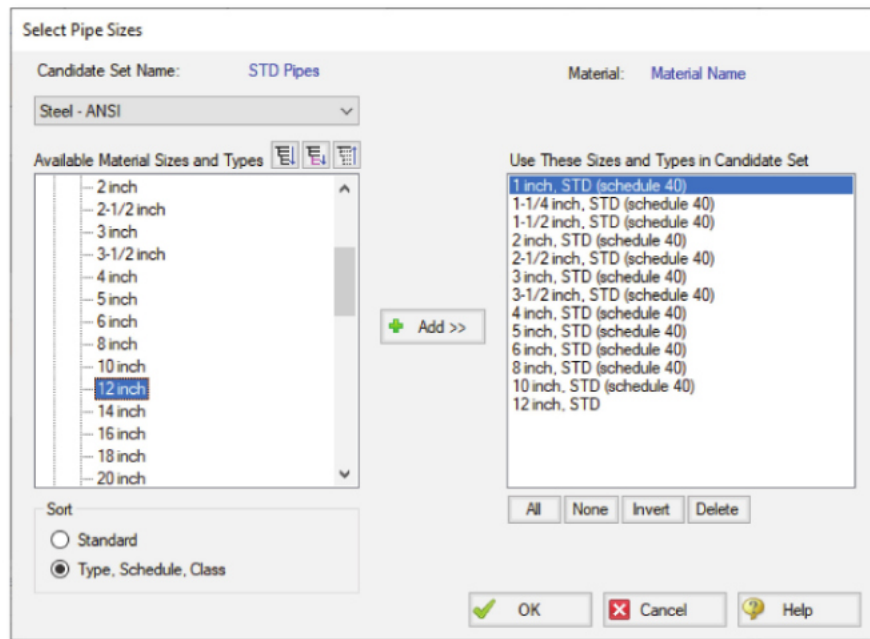 Select Pipe Sizes
Candidate Set Name: STD Pipes
Material: Material Name
Steel - ANSI
Available Material Sizes and Types
2 inch
2-1/2 inch
3 inch
3-1/2 inch
4 inch
5 inch
6 inch
8 inch
10 inch
12 inch
14 inch
16 inch
18 inch
20 inch
Add >>
Use These Sizes and Types in Candidate Set
1 inch, STD (schedule 40)
1-1/4 inch, STD (schedule 40)
1-1/2 inch, STD (schedule 40)
2 inch, STD (schedule 40)
2-1/2 inch, STD (schedule 40)
3 inch, STD (schedule 40)
3-1/2 inch, STD (schedule 40)
4 inch, STD (schedule 40)
5 inch, STD (schedule 40)
6 inch, STD (schedule 40)
8 inch, STD (schedule 40)
10 inch, STD (schedule 40)
12 inch, STD
All None Invert Delete
Sort
Standard
Type, Schedule, Class
OK Cancel Help